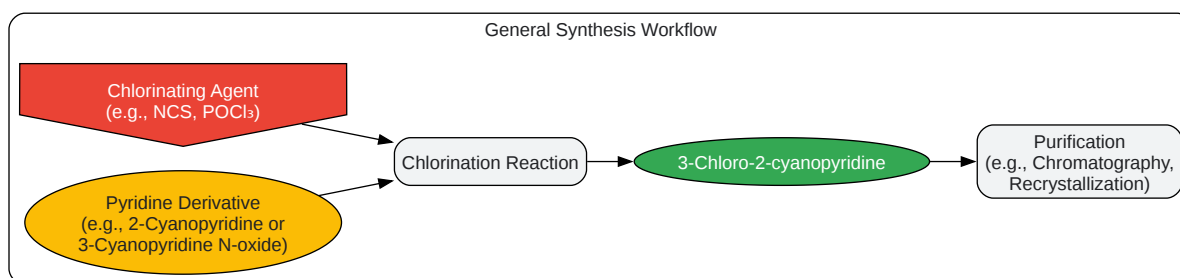 General Synthesis Workflow
Chlorinating Agent
(e.g., NCS, POCl₃)
Pyridine Derivative
(e.g., 2-Cyanopyridine or
3-Cyanopyridine N-oxide)
Chlorination Reaction
3-Chloro-2-cyanopyridine
Purification
(e.g., Chromatography,
Recrystallization)